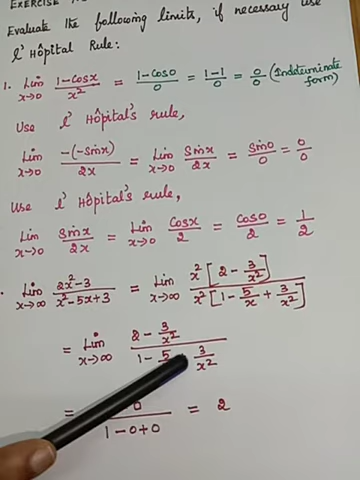 EXERCISE
Evaluate the following limits, if necessary use
l' Hôpital Rule:
1. Lim x→0 (1-cosx)/x² = (1-cos0)/0 = (1-1)/0 = 0/0 (Indeterminate form)
Use l' Hôpital's rule,
Lim x→0 -(-sinx)/2x = Lim x→0 sinx/2x = sin0/0 = 0/0
Use l' Hôpital's rule,
Lim x→0 sinx/2x = Lim x→0 cosx/2 = cos0/2 = 1/2
Lim x→∞ (2x²-3)/(x²-5x+3) = Lim x→∞ x²[2 - 3/x²]/x²[1 - 5/x + 3/x²]
= Lim x→∞ (2 - 3/x²)/(1 - 5 3/x²)
= 0/(1-0+0) = 2